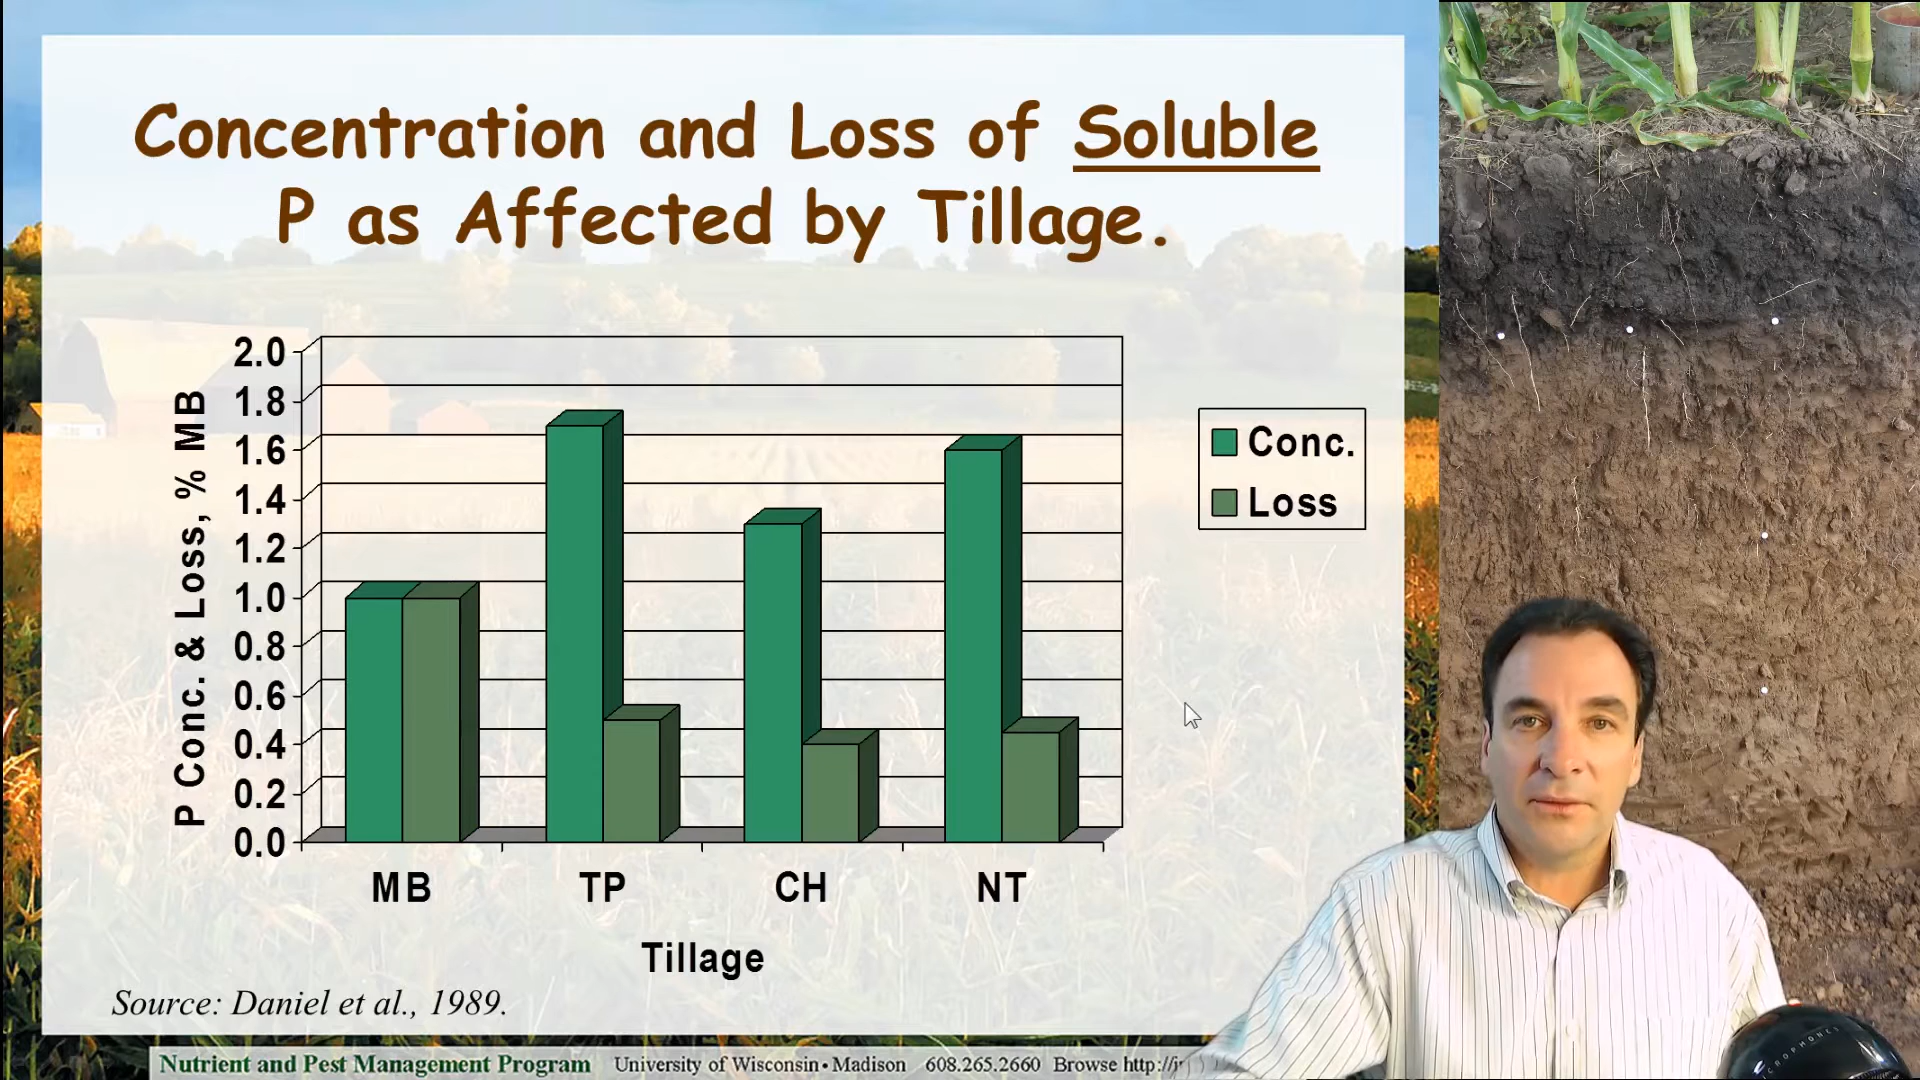 Concentration and Loss of Soluble
P as Affected by Tillage.
P Conc. & Loss, % MB
2.0
1.8
1.6
1.4
1.2
1.0
0.8
0.6
0.4
0.2
0.0
MB TP CH NT
Tillage
Conc.
Loss
Source: Daniel et al., 1989.
Nutrient and Pest Management Program University of Wisconsin•Madison 608.265.2660 Browse